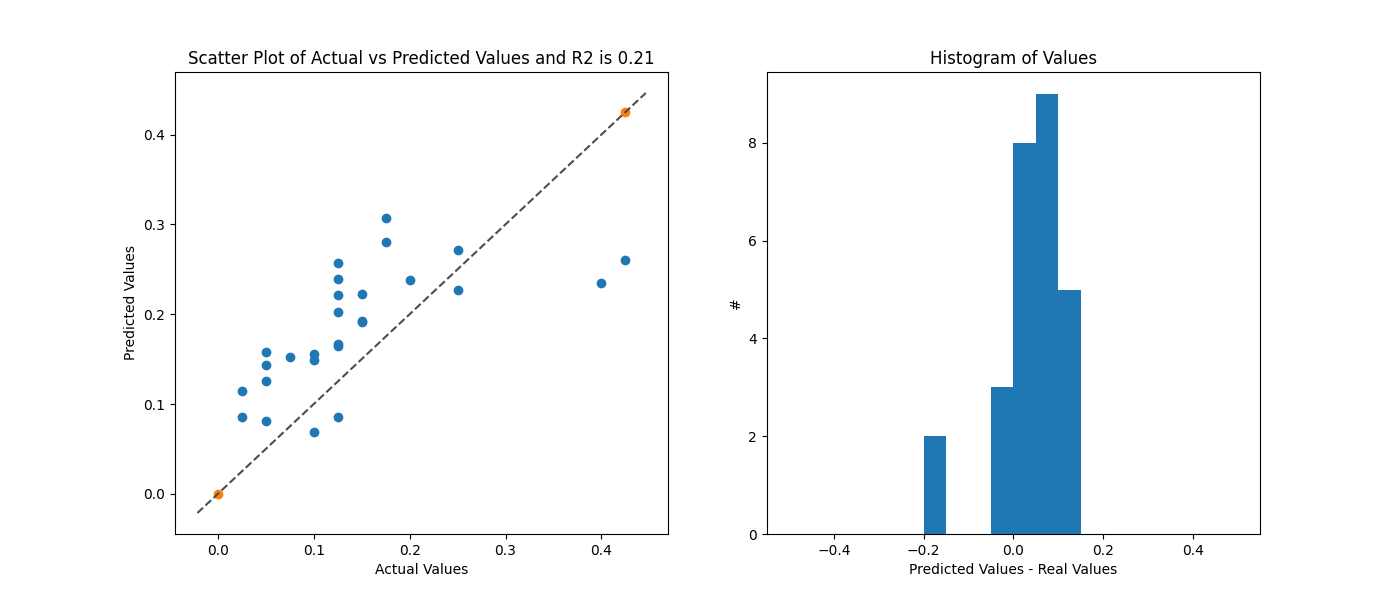 Scatter Plot of Actual vs Predicted Values and R2 is 0.21
0.4
0.3
0.2
0.1
0.0
Predicted Values
0.0 0.1 0.2 0.3 0.4
Actual Values
Histogram of Values
8
6
4
2
0
#
−0.4 −0.2 0.0 0.2 0.4
Predicted Values - Real Values